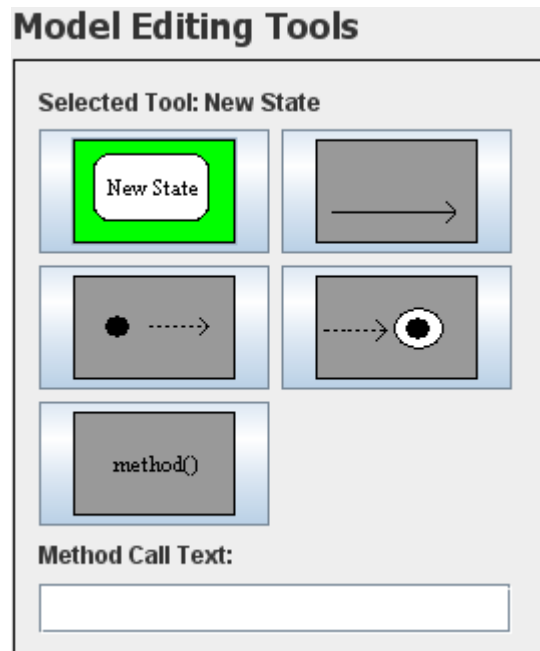 Model Editing Tools
Selected Tool: New State
New State
method()
Method Call Text: